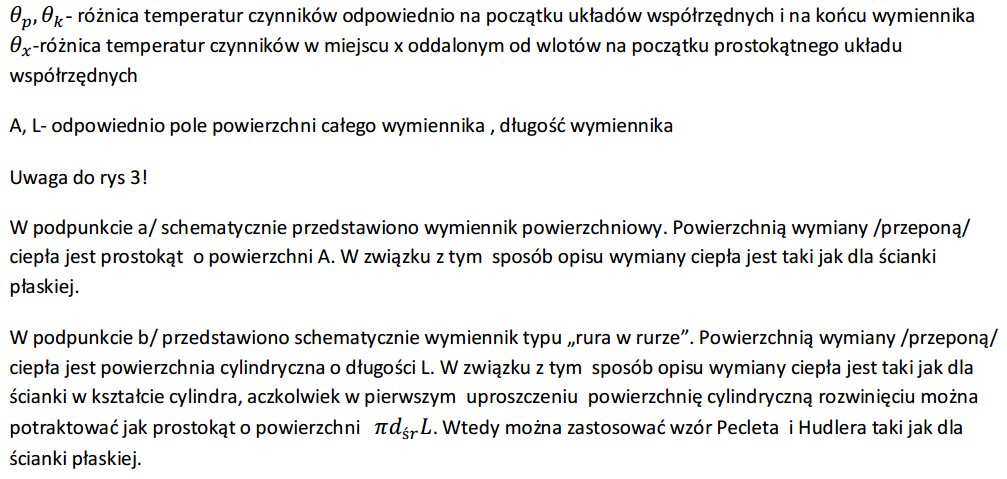 θp, θk- różnica temperatur czynników odpowiednio na początku układów współrzędnych i na końcu wymiennika
θx-różnica temperatur czynników w miejscu x oddalonym od wlotów na początku prostokątnego układu
współrzędnych
A, L- odpowiednio pole powierzchni całego wymiennika , długość wymiennika
Uwaga do rys 3!
W podpunkcie a/ schematycznie przedstawiono wymiennik powierzchniowy. Powierzchnią wymiany /przeponą/
ciepła jest prostokąt o powierzchni A. W związku z tym sposób opisu wymiany ciepła jest taki jak dla ścianki
płaskiej.
W podpunkcie b/ przedstawiono schematycznie wymiennik typu „rura w rurze”. Powierzchnią wymiany /przeponą/
ciepła jest powierzchnia cylindryczna o długości L. W związku z tym sposób opisu wymiany ciepła jest taki jak dla
ścianki w kształcie cylindra, aczkolwiek w pierwszym uproszczeniu powierzchnię cylindryczną rozwinięciu można
potraktować jak prostokąt o powierzchni πdśrL. Wtedy można zastosować wzór Pecleta i Hudlera taki jak dla
ścianki płaskiej.